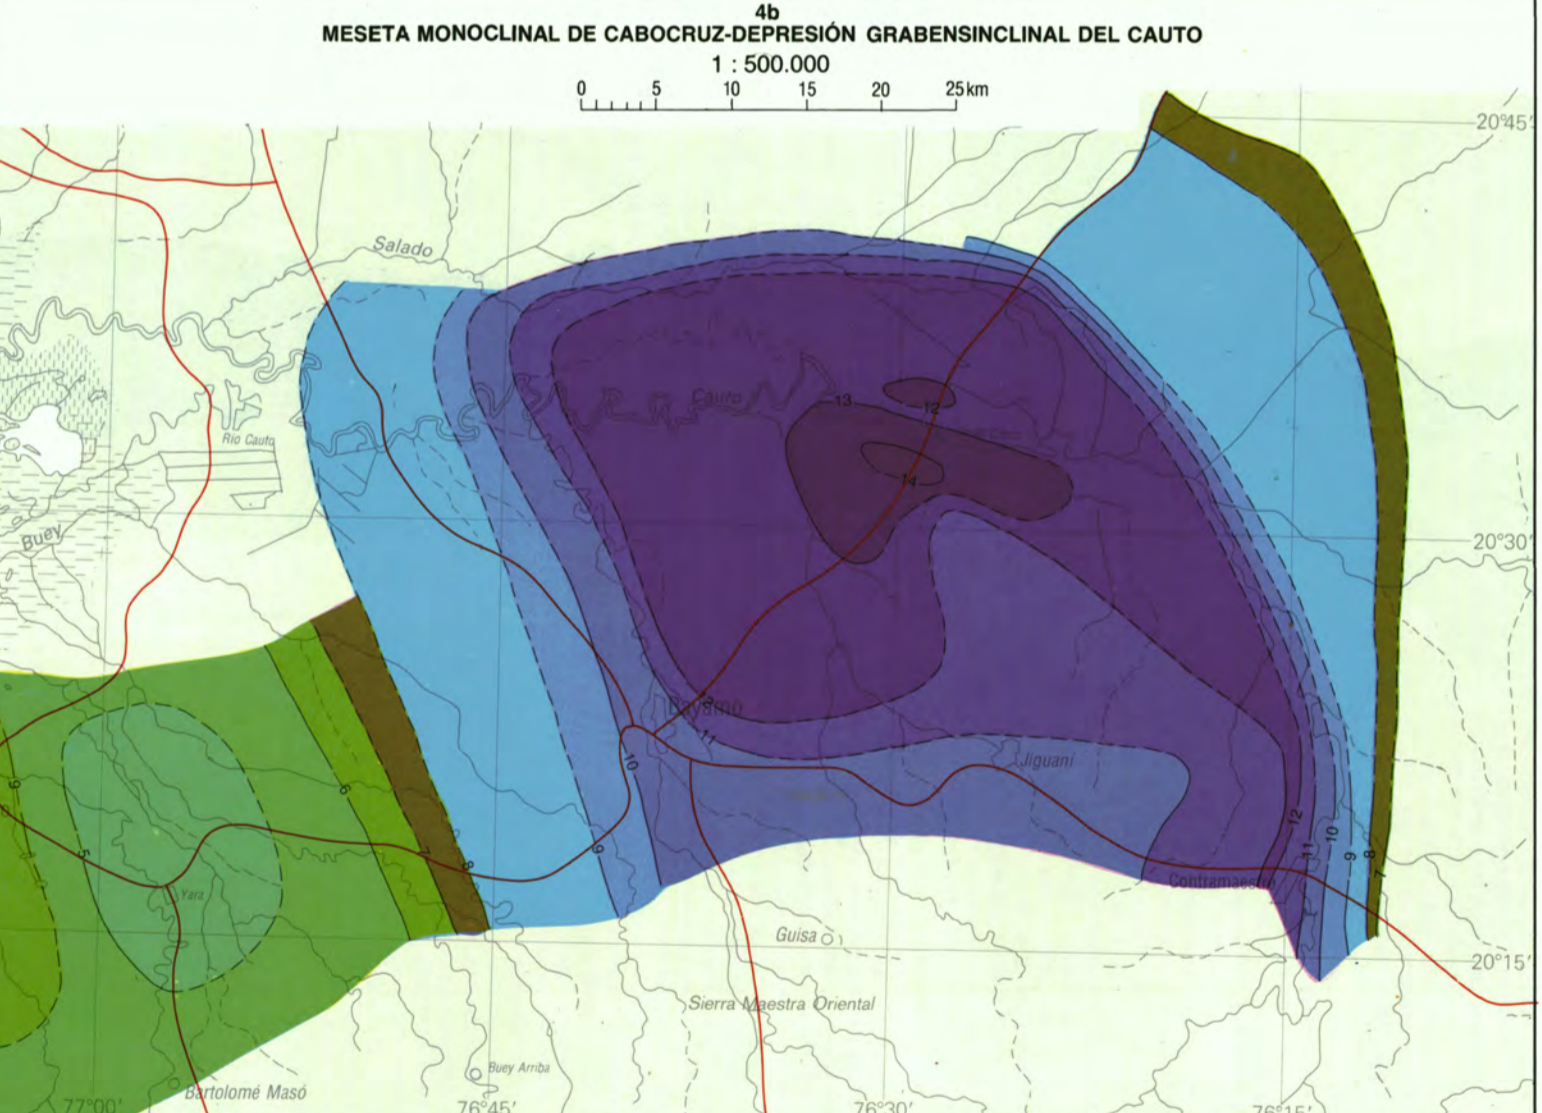 4b
MESETA MONOCLINAL DE CABOCRUZ-DEPRESIÓN GRABENSINCLINAL DEL CAUTO
1 : 500.000
0 5 10 15 20 25 km
20°45'
Salado
Cauto
13
12
Río Cauto
14
Buey
20°30'
Bayamo
12
11
10
Jiguaní
9
6
5
7
8
9
12
11
10
9
8
7
Yara
Contramaestre
Guisa
20°15'
Sierra Maestra Oriental
Buey Arriba
Bartolomé Masó
77°00'
76°45'
76°30'
76°15'